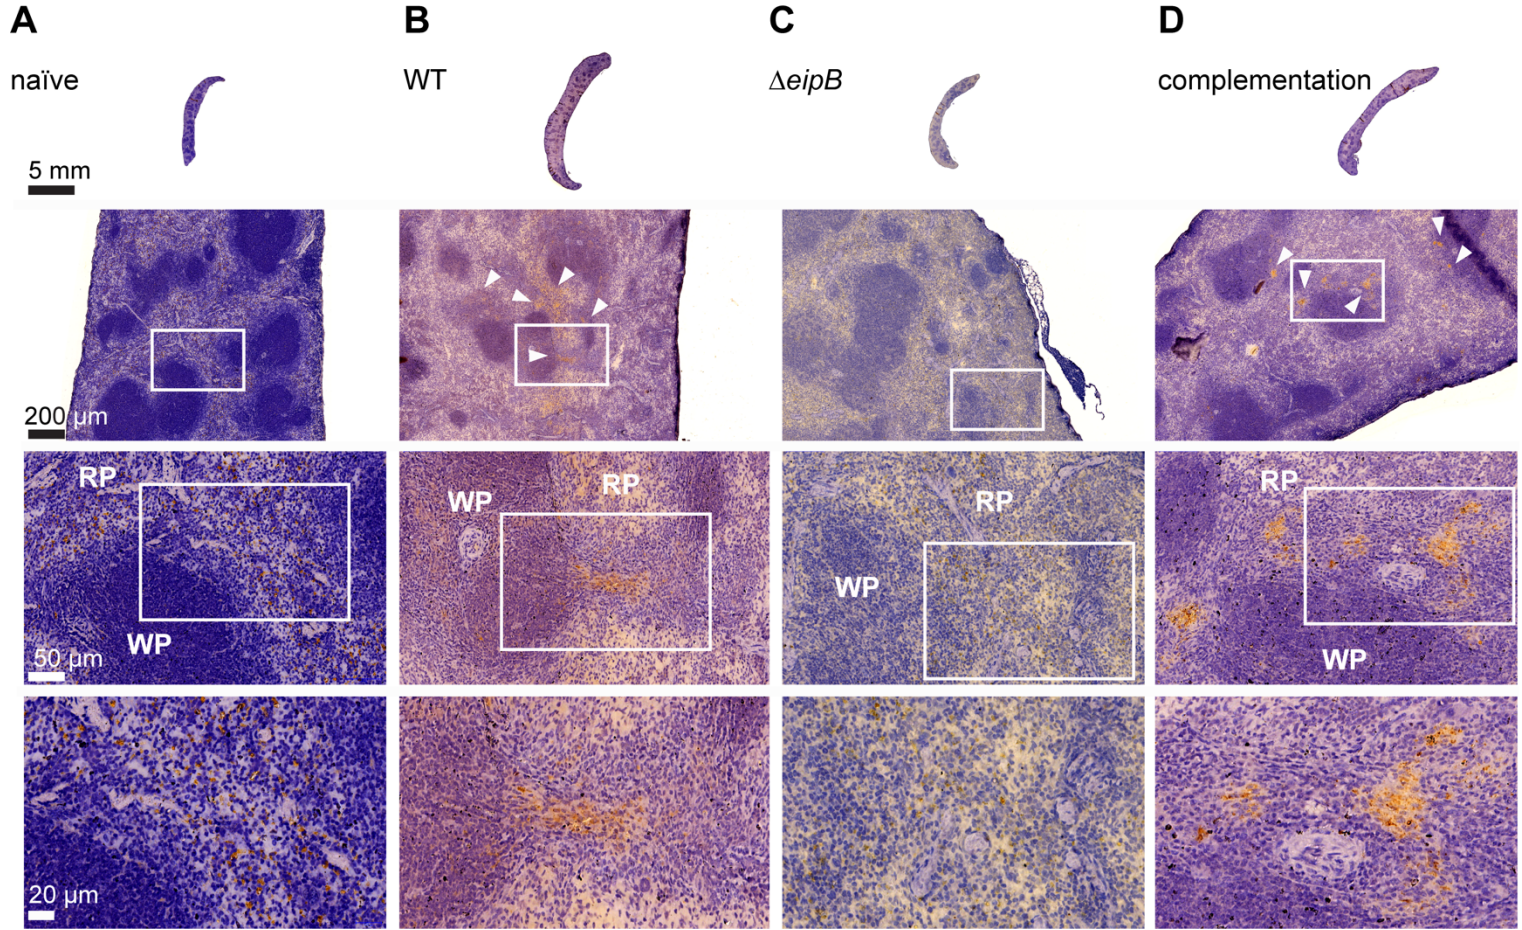 A
B
C
D
naïve
WT
ΔeipB
complementation
5 mm
200 µm
RP
WP
50 µm
WP
RP
RP
WP
RP
WP
20 µm